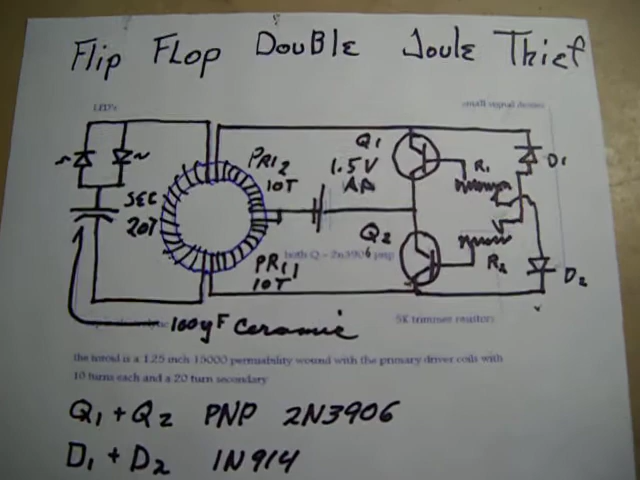 Flip Flop Double Joule Thief
LED's
small signal diodes
Q1
PRI2
10T
1.5V
AA
R1
D1
SEC
20T
Q2
both Q = 2n3906 pnp
PRI1
10T
R2
D2
100µF Ceramic
5K trimmer resistors
the toroid is a 1.25 inch 15000 permability wound with the primary driver coils with
10 turns each and a 20 turn secondary
Q1 + Q2 PNP 2N3906
D1 + D2 1N914